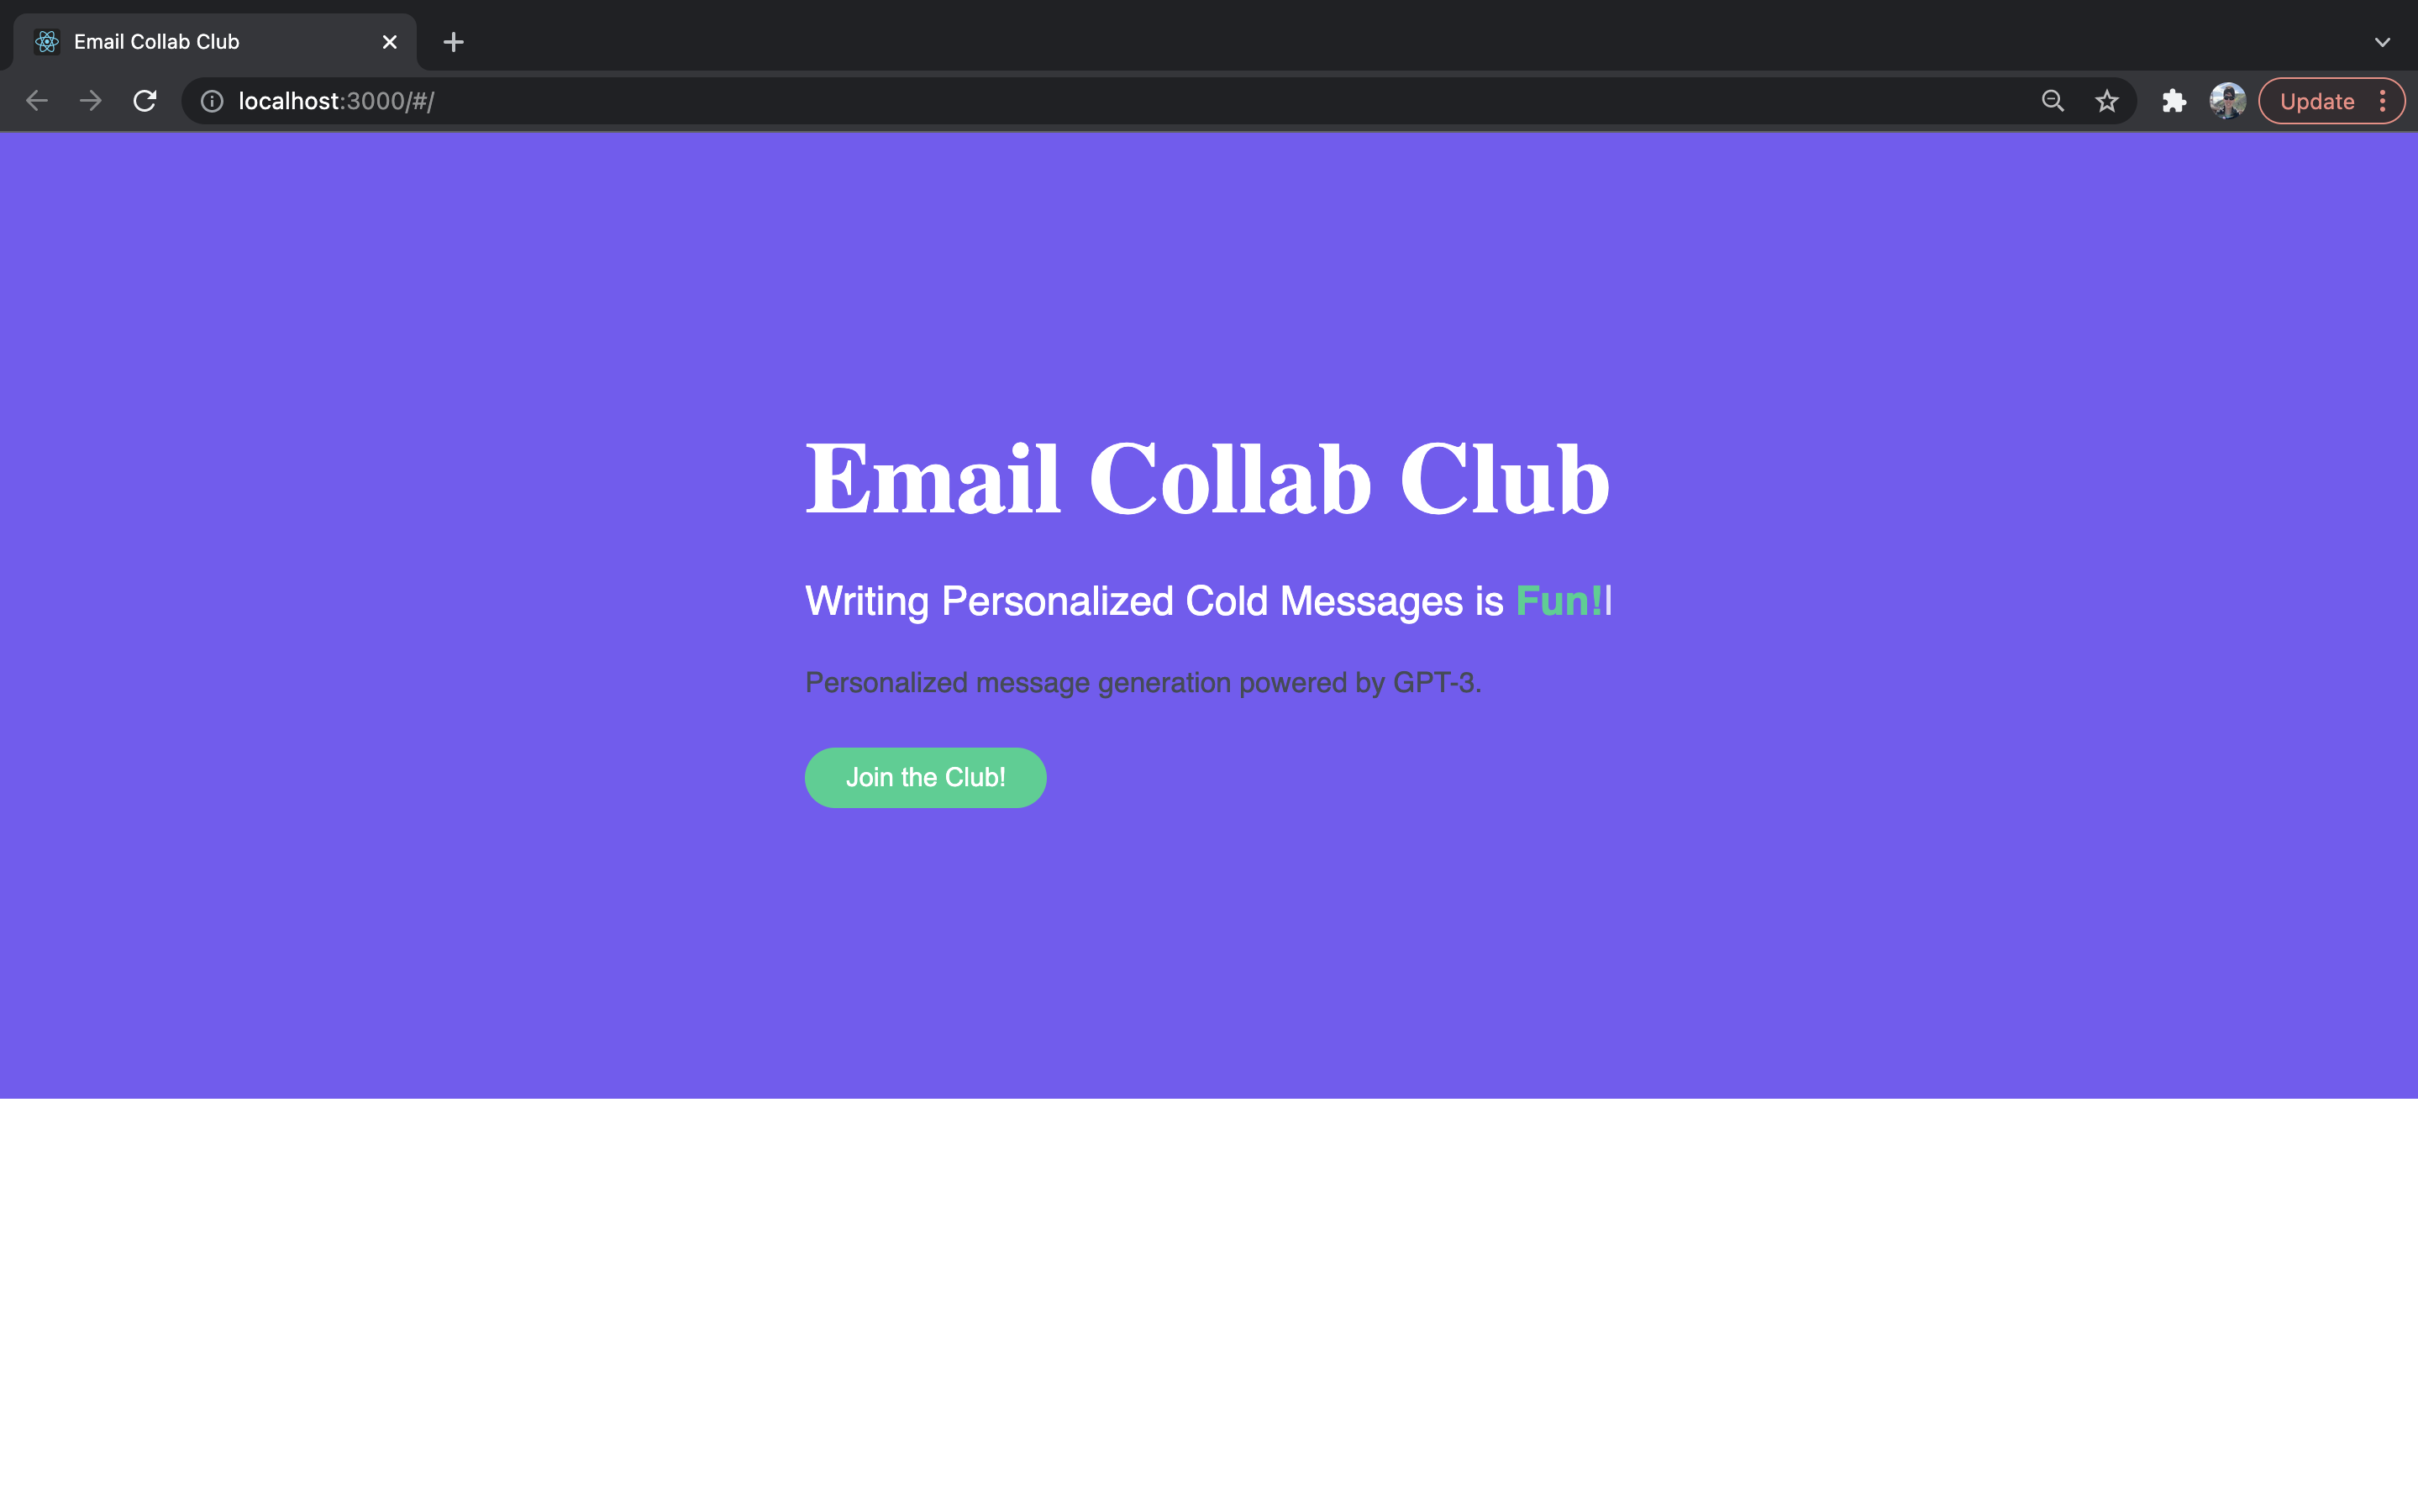 Email Collab Club
localhost:3000/#/
Update
Email Collab Club
Writing Personalized Cold Messages is Fun!|
Personalized message generation powered by GPT-3.
Join the Club!